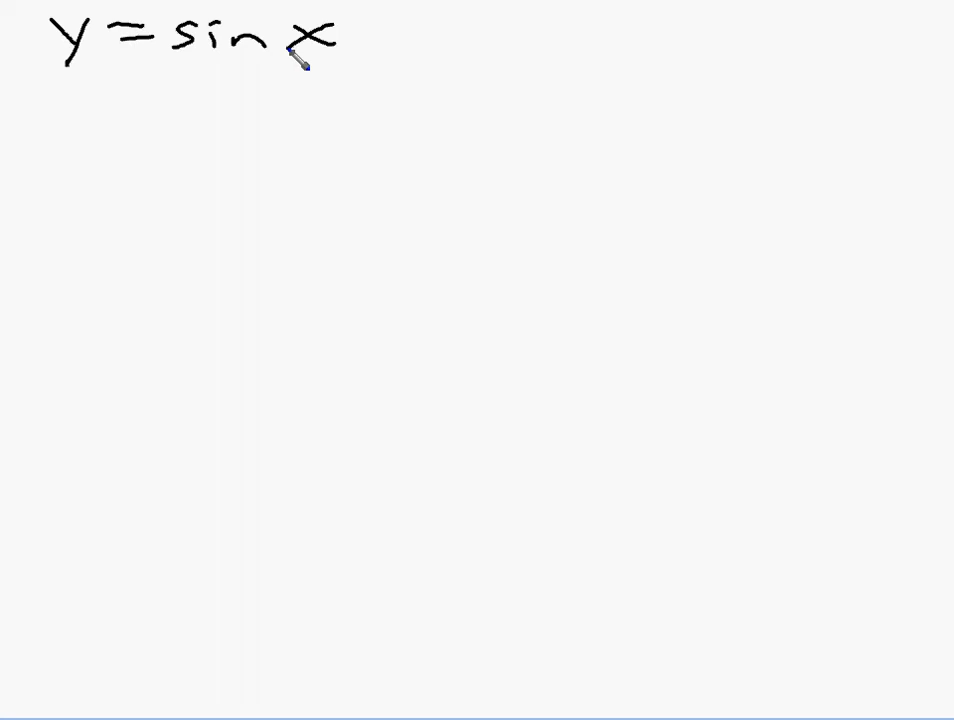 y = sin x